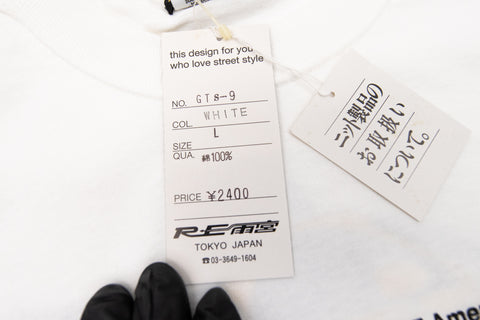 this design for you
who love street style
NO. GTS-9
COL. WHITE
SIZE L
QUA. 綿100%
PRICE ¥2400
R·E雨宮
TOKYO JAPAN
☎03-3649-1604
ニット製品の
お取扱い
について。